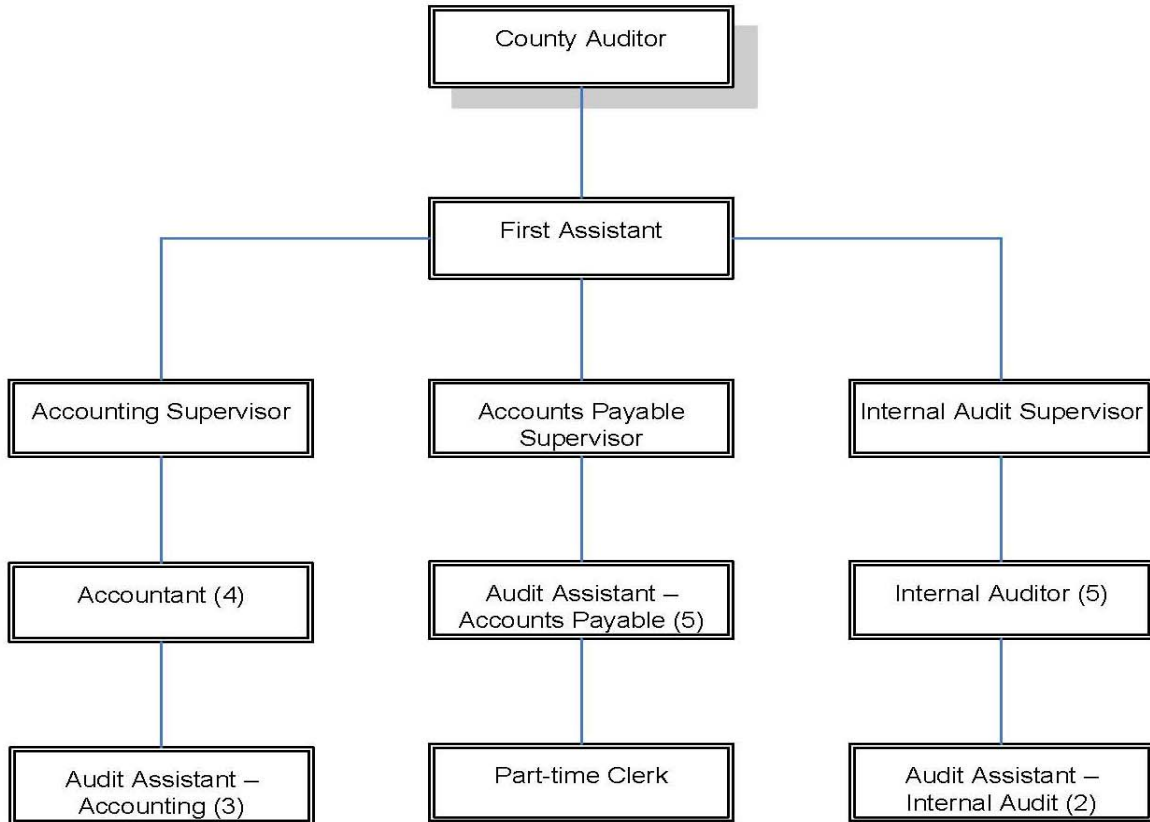 County Auditor
First Assistant
Accounting Supervisor
Accounts Payable
Supervisor
Internal Audit Supervisor
Accountant (4)
Audit Assistant –
Accounts Payable (5)
Internal Auditor (5)
Audit Assistant –
Accounting (3)
Part-time Clerk
Audit Assistant –
Internal Audit (2)